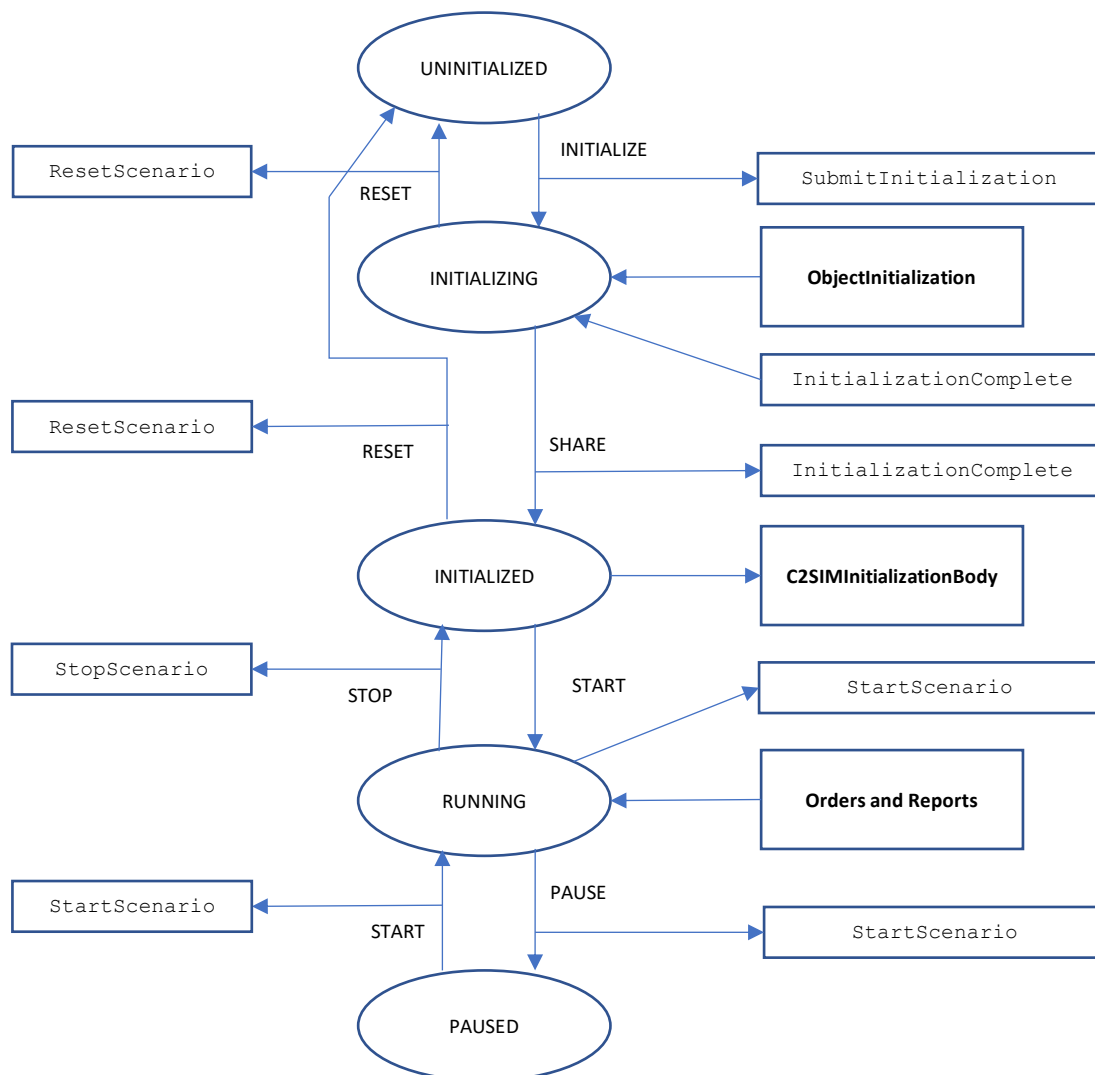 UNINITIALIZED
INITIALIZE
ResetScenario
SubmitInitialization
RESET
INITIALIZING
ObjectInitialization
InitializationComplete
ResetScenario
SHARE
RESET
InitializationComplete
INITIALIZED
C2SIMInitializationBody
StopScenario
START
StartScenario
STOP
RUNNING
Orders and Reports
PAUSE
StartScenario
START
StartScenario
PAUSED